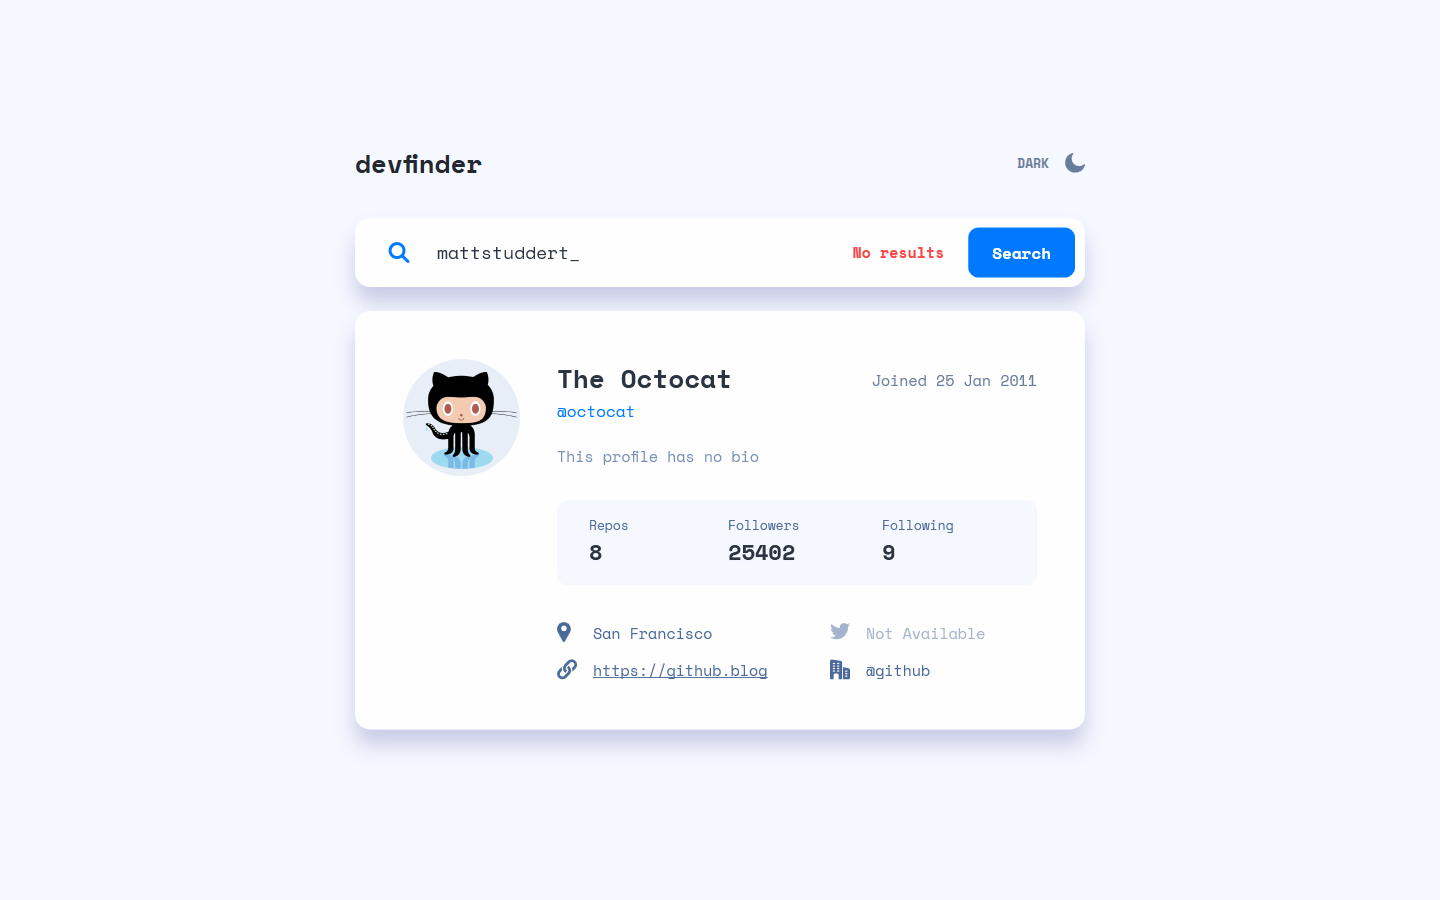 devfinder
DARK
mattstuddert_
No results
Search
The Octocat
Joined 25 Jan 2011
@octocat
This profile has no bio
Repos
Followers
Following
8
25402
9
San Francisco
Not Available
https://github.blog
@github